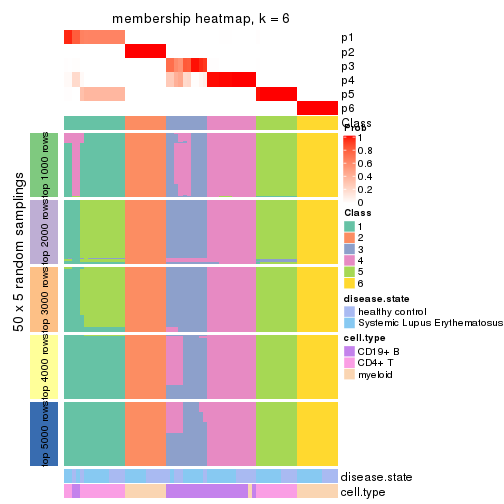 membership heatmap, k = 6
p1
p2
p3
p4
p5
p6
Class
Prob
1
0.8
0.6
0.4
0.2
0
Class
1
2
3
4
5
6
disease.state
healthy control
Systemic Lupus Erythematosus
cell.type
CD19+ B
CD4+ T
myeloid
50 x 5 random samplings
top 1000 rows
top 2000 rows
top 3000 rows
top 4000 rows
top 5000 rows
disease.state
cell.type